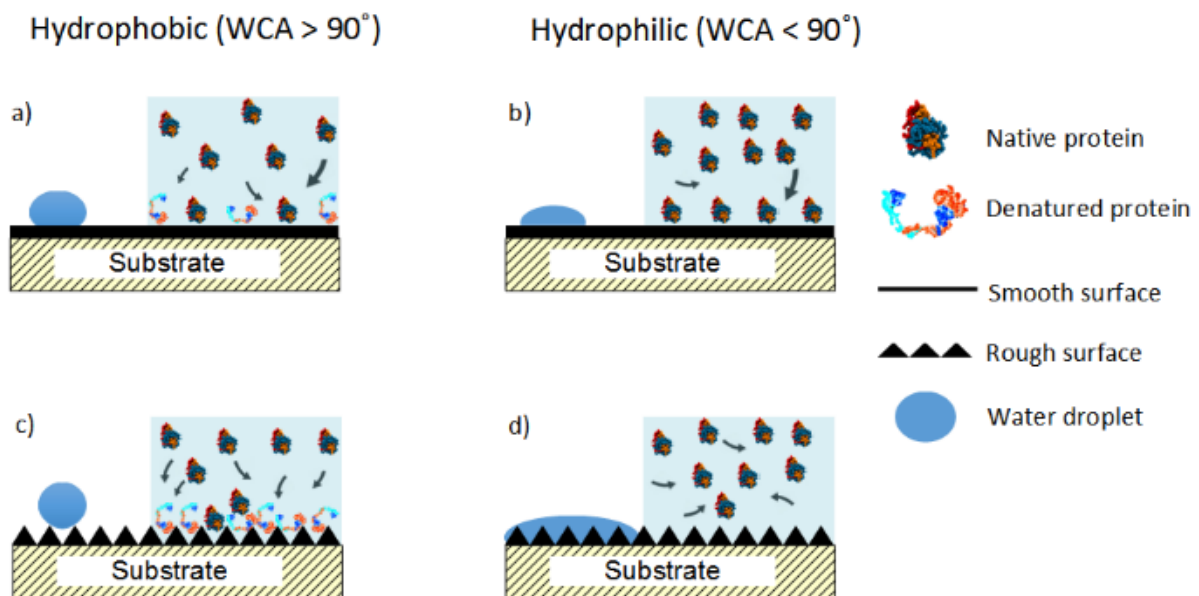 Hydrophobic (WCA > 90°)
Hydrophilic (WCA < 90°)
a)
Substrate
b)
Substrate
Native protein
Denatured protein
Smooth surface
Rough surface
Water droplet
c)
Substrate
d)
Substrate